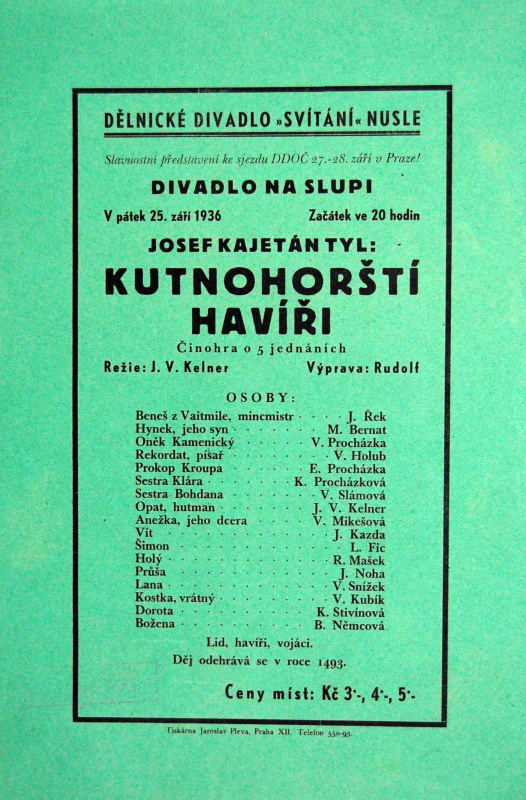 DĚLNICKÉ DIVADLO »SVÍTÁNÍ« NUSLE
Slavnostní představení ke sjezdu DDOČ 27.-28. září v Praze!
DIVADLO NA SLUPI
V pátek 25. září 1936 Začátek ve 20 hodin
JOSEF KAJETÁN TYL:
KUTNOHORŠTÍ
HAVÍŘI
Činohra o 5 jednáních
Režie: J. V. Kelner Výprava: Rudolf
OSOBY:
Beneš z Vaitmile, mincmistr · · · · J. Řek
Hynek, jeho syn · · · · · · · M. Bernat
Oněk Kamenický · · · · · · V. Procházka
Rekordat, píšař · · · · · · · V. Holub
Prokop Kroupa · · · · · · E. Procházka
Sestra Klára · · · · · · K. Procházková
Sestra Bohdana · · · · · · V. Slámová
Opat, hutman · · · · · · J. V. Kelner
Anežka, jeho dcera · · · · · V. Mikešová
Vít · · · · · · · · · · J. Kazda
Šimon · · · · · · · · · · L. Fic
Holý · · · · · · · · · · R. Mašek
Průša · · · · · · · · · · J. Noha
Lana · · · · · · · · · · V. Snížek
Kostka, vrátný · · · · · · · V. Kubík
Dorota · · · · · · · · K. Stivínová
Božena · · · · · · · · B. Němcová
Lid, havíři, vojáci.
Děj odehrává se v roce 1493.
Ceny míst: Kč 3·-, 4·-, 5·-
Tiskárna Jaroslav Pleva, Praha XII. Telefon 550-93.